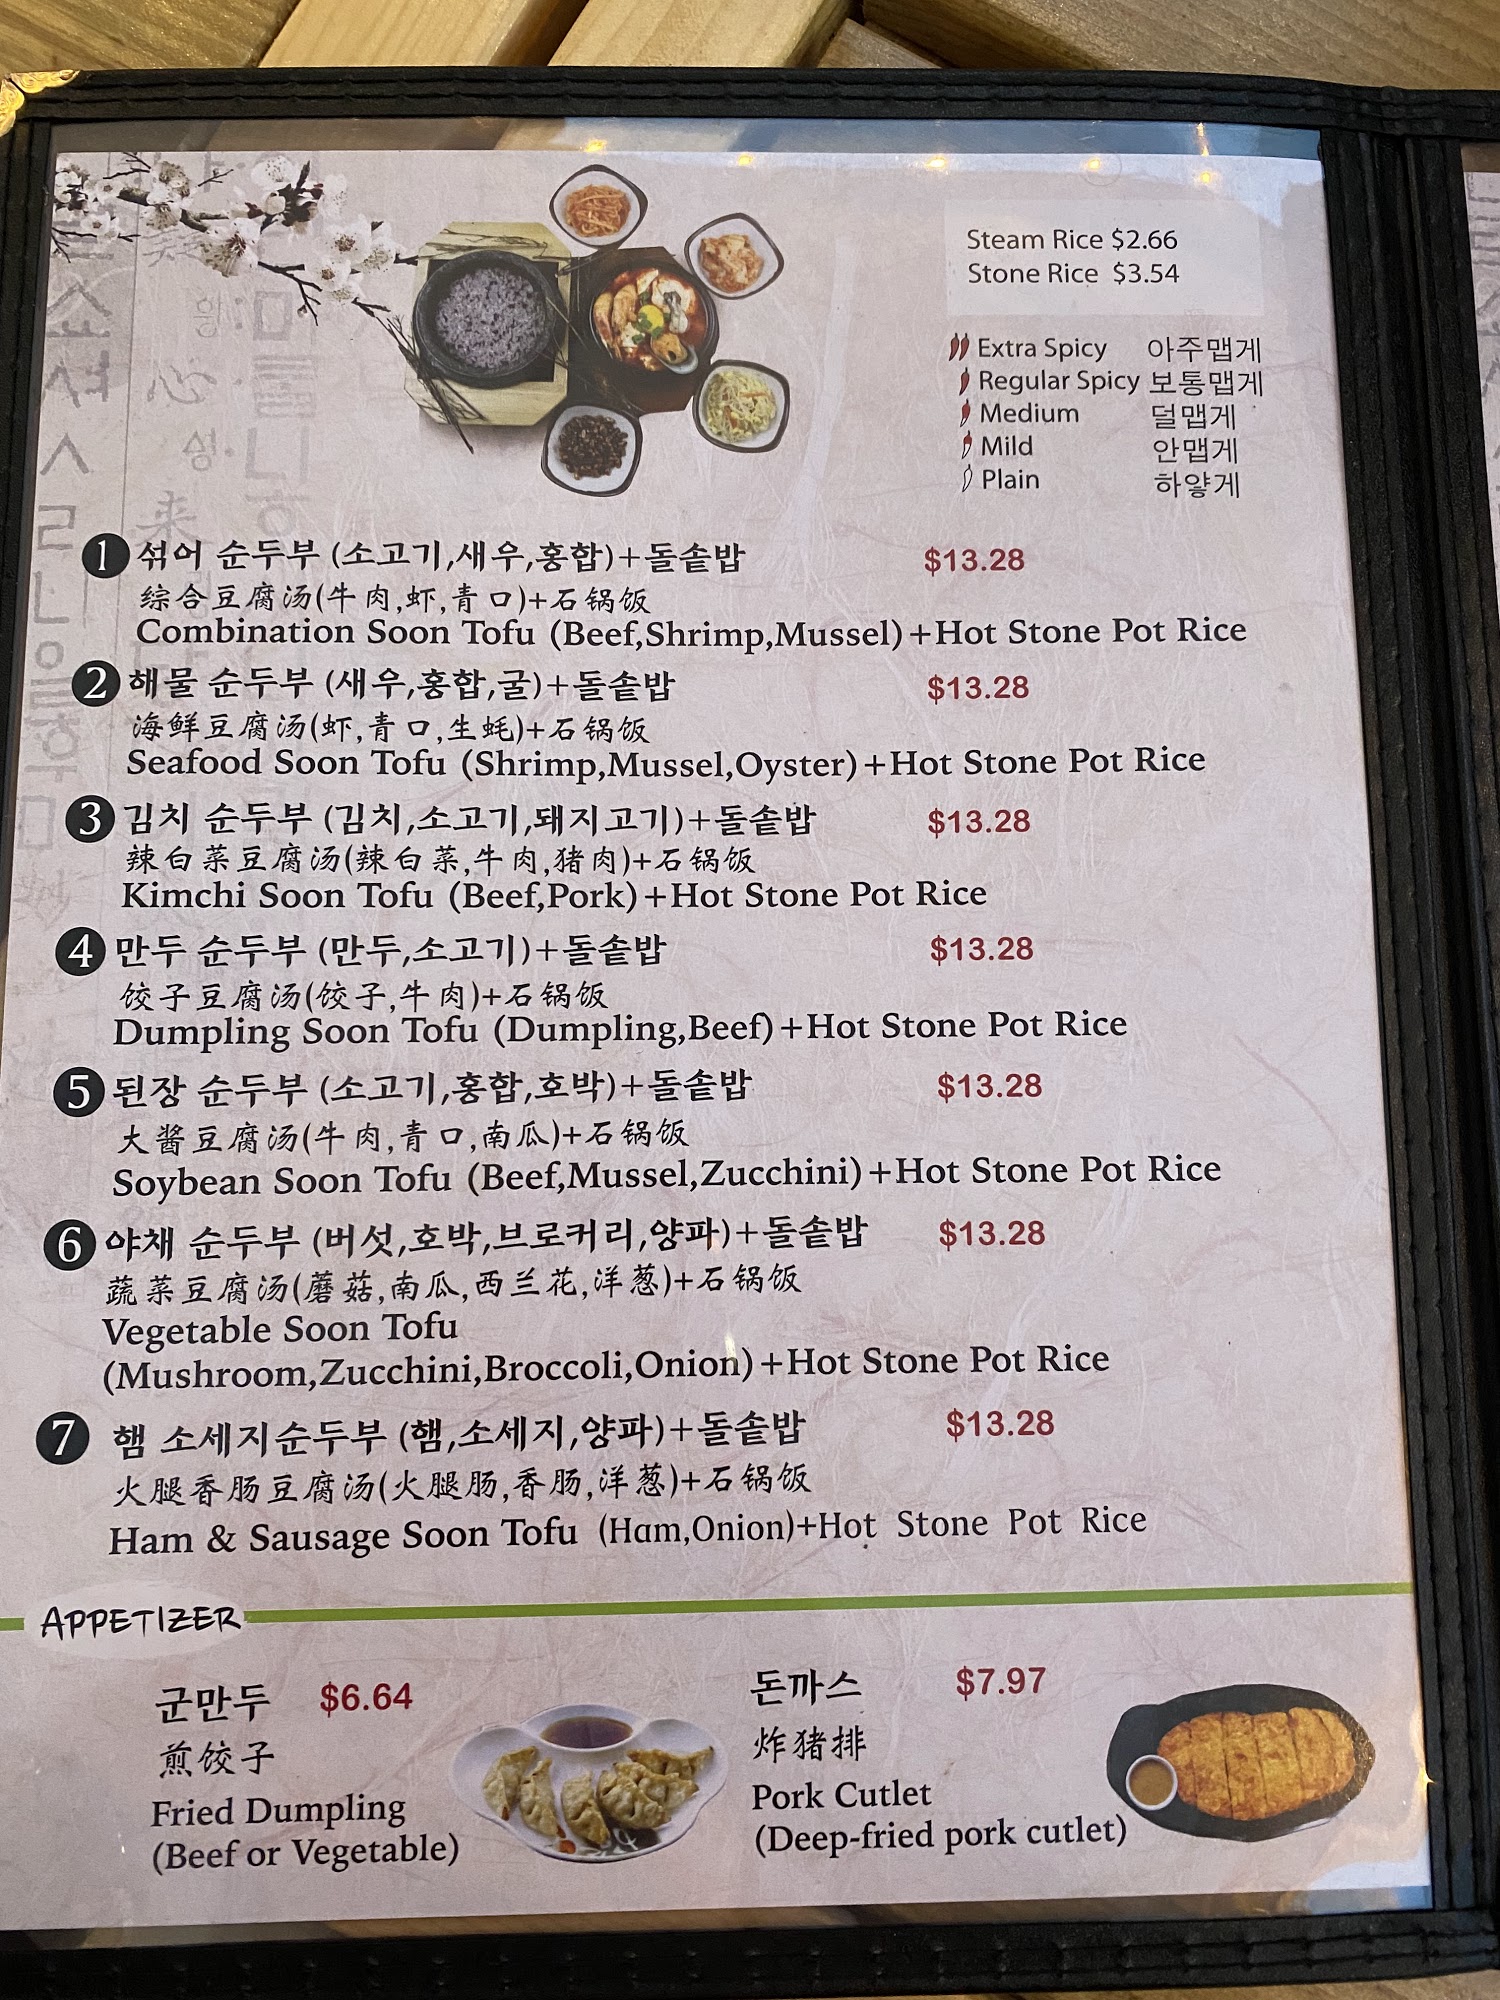 Steam Rice $2.66
Stone Rice $3.54
Extra Spicy 아주맵게
Regular Spicy 보통맵게
Medium 덜맵게
Mild 안맵게
Plain 하얗게
1 섞어 순두부 (소고기,새우,홍합)+돌솥밥 $13.28
综合豆腐汤(牛肉,虾,青口)+石锅饭
Combination Soon Tofu (Beef,Shrimp,Mussel)+Hot Stone Pot Rice
2 해물 순두부 (새우,홍합,굴)+돌솥밥 $13.28
海鲜豆腐汤(虾,青口,生蚝)+石锅饭
Seafood Soon Tofu (Shrimp,Mussel,Oyster)+Hot Stone Pot Rice
3 김치 순두부 (김치,소고기,돼지고기)+돌솥밥 $13.28
辣白菜豆腐汤(辣白菜,牛肉,猪肉)+石锅饭
Kimchi Soon Tofu (Beef,Pork)+Hot Stone Pot Rice
4 만두 순두부 (만두,소고기)+돌솥밥 $13.28
饺子豆腐汤(饺子,牛肉)+石锅饭
Dumpling Soon Tofu (Dumpling,Beef)+Hot Stone Pot Rice
5 된장 순두부 (소고기,홍합,호박)+돌솥밥 $13.28
大酱豆腐汤(牛肉,青口,南瓜)+石锅饭
Soybean Soon Tofu (Beef,Mussel,Zucchini)+Hot Stone Pot Rice
6 야채 순두부 (버섯,호박,브로커리,양파)+돌솥밥 $13.28
蔬菜豆腐汤(蘑菇,南瓜,西兰花,洋葱)+石锅饭
Vegetable Soon Tofu
(Mushroom,Zucchini,Broccoli,Onion)+Hot Stone Pot Rice
7 햄 소세지순두부 (햄,소세지,양파)+돌솥밥 $13.28
火腿香肠豆腐汤(火腿肠,香肠,洋葱)+石锅饭
Ham & Sausage Soon Tofu (Ham,Onion)+Hot Stone Pot Rice
APPETIZER
군만두 $6.64
煎饺子
Fried Dumpling
(Beef or Vegetable)
돈까스 $7.97
炸猪排
Pork Cutlet
(Deep-fried pork cutlet)